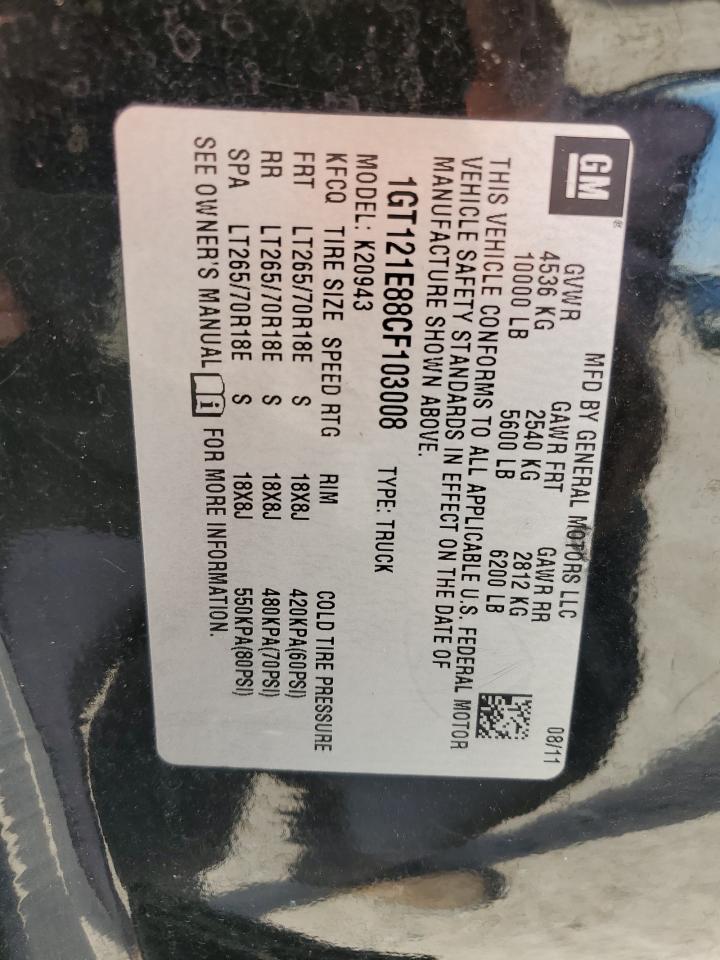 GM®
MFD BY GENERAL MOTORS LLC 08/11
GVWR GAWR FRT GAWR RR
4536 KG 2540 KG 2812 KG
10000 LB 5600 LB 6200 LB
THIS VEHICLE CONFORMS TO ALL APPLICABLE U.S. FEDERAL MOTOR
VEHICLE SAFETY STANDARDS IN EFFECT ON THE DATE OF
MANUFACTURE SHOWN ABOVE.
1GT121E88CF103008 TYPE: TRUCK
MODEL: K20943
KFCQ TIRE SIZE SPEED RTG RIM COLD TIRE PRESSURE
FRT LT265/70R18E S 18X8J 420KPA(60PSI)
RR LT265/70R18E S 18X8J 480KPA(70PSI)
SPA LT265/70R18E S 18X8J 550KPA(80PSI)
SEE OWNER'S MANUAL i FOR MORE INFORMATION.